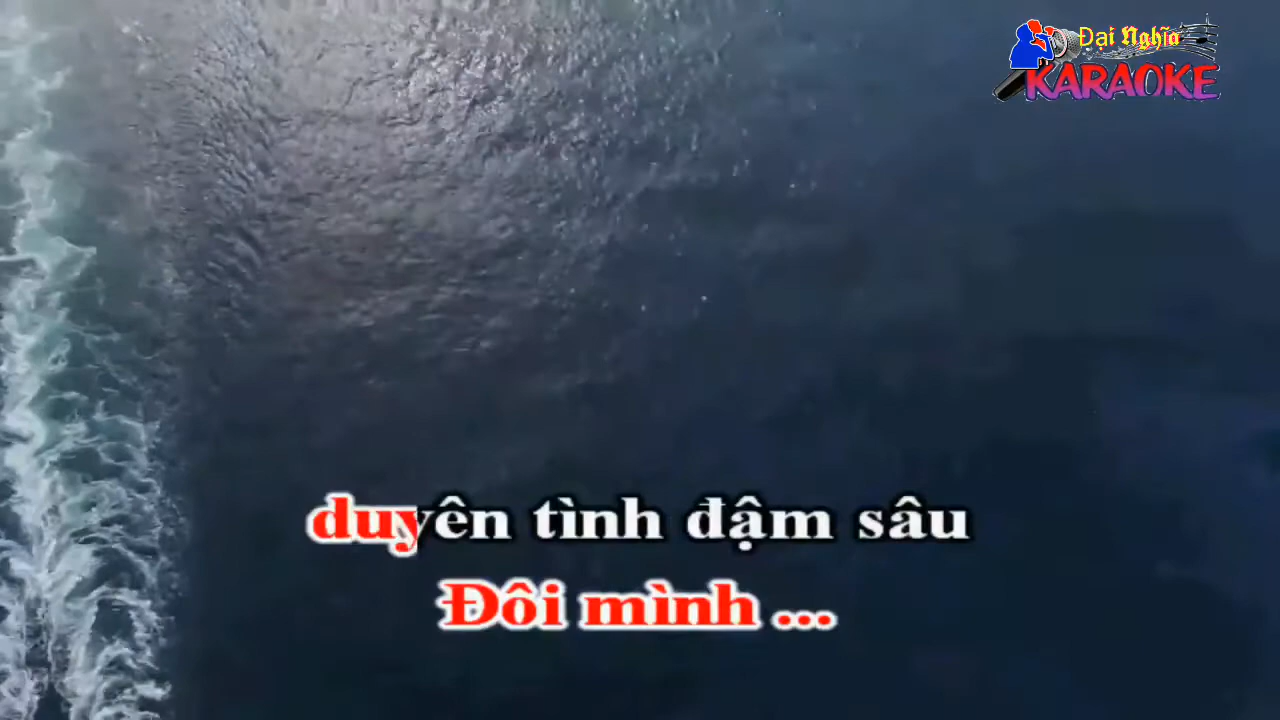 Đại Nghĩa
KARAOKE
duyên tình đậm sâu
Đôi mình ...